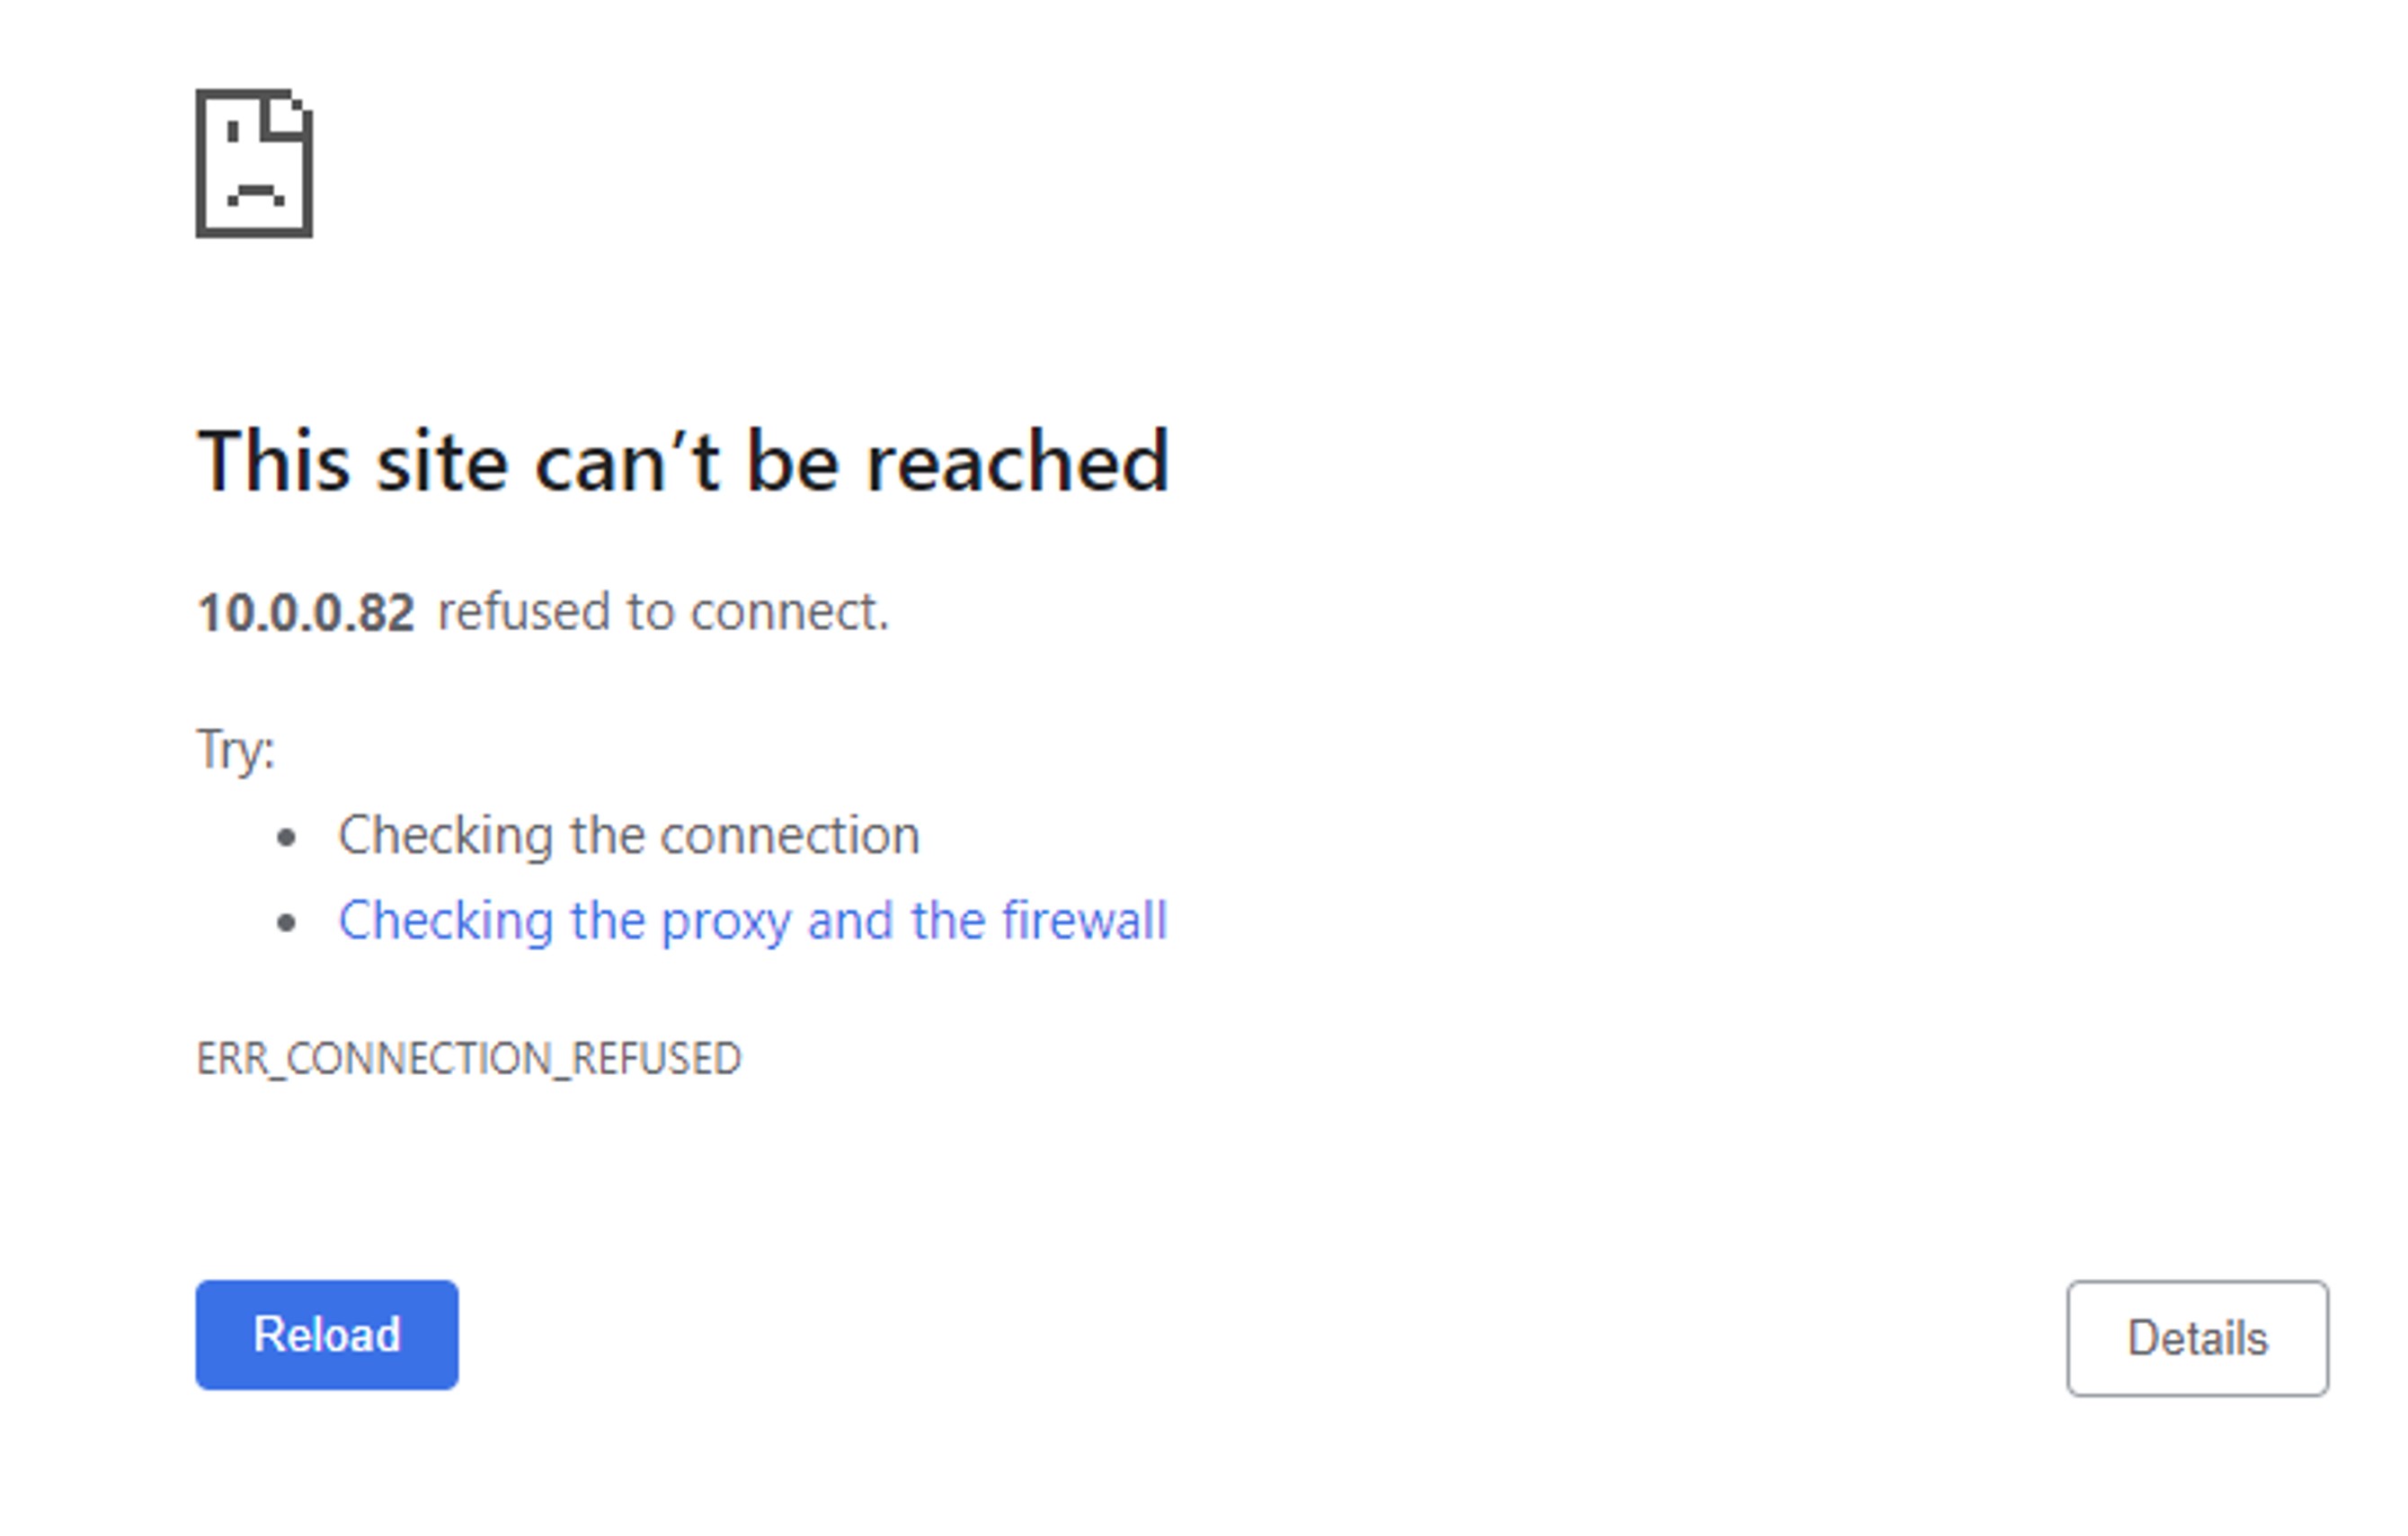 This site can’t be reached
10.0.0.82 refused to connect.
Try:
• Checking the connection
• Checking the proxy and the firewall
ERR_CONNECTION_REFUSED
Reload
Details